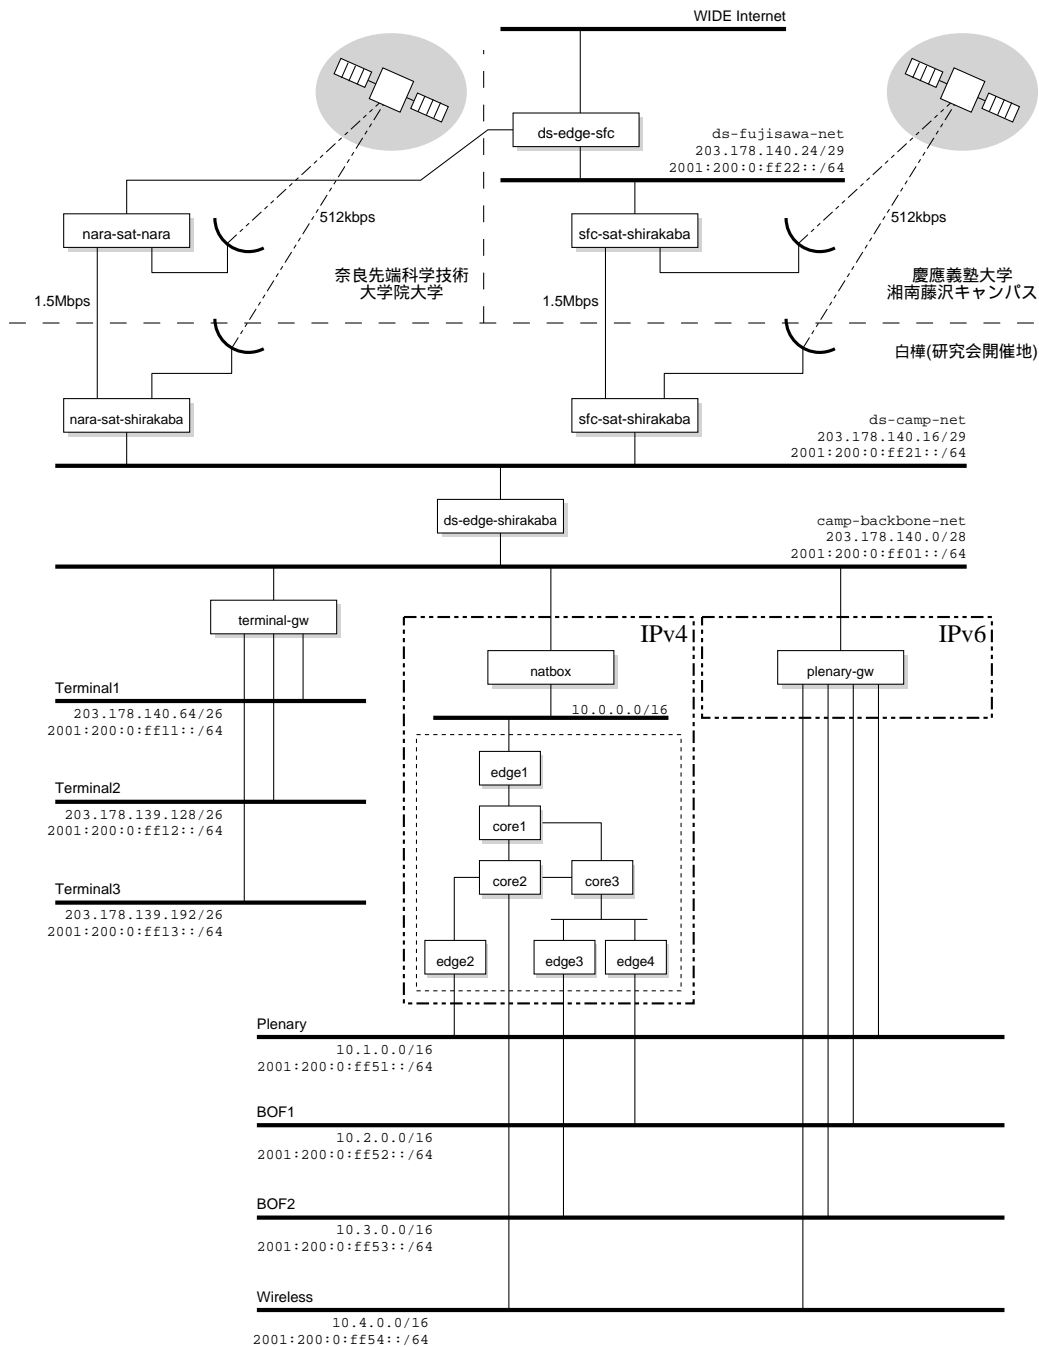 WIDE Internet
ds-edge-sfc
ds-fujisawa-net
203.178.140.24/29
2001:200:0:ff22::/64
nara-sat-nara
512kbps
sfc-sat-shirakaba
512kbps
奈良先端科学技術
大学院大学
慶應義塾大学
湘南藤沢キャンパス
1.5Mbps
1.5Mbps
白樺(研究会開催地)
nara-sat-shirakaba
sfc-sat-shirakaba
ds-camp-net
203.178.140.16/29
2001:200:0:ff21::/64
ds-edge-shirakaba
camp-backbone-net
203.178.140.0/28
2001:200:0:ff01::/64
terminal-gw
IPv4
IPv6
natbox
plenary-gw
Terminal1
203.178.140.64/26
2001:200:0:ff11::/64
10.0.0.0/16
edge1
Terminal2
203.178.139.128/26
2001:200:0:ff12::/64
core1
core2
core3
Terminal3
203.178.139.192/26
2001:200:0:ff13::/64
edge2
edge3
edge4
Plenary
10.1.0.0/16
2001:200:0:ff51::/64
BOF1
10.2.0.0/16
2001:200:0:ff52::/64
BOF2
10.3.0.0/16
2001:200:0:ff53::/64
Wireless
10.4.0.0/16
2001:200:0:ff54::/64